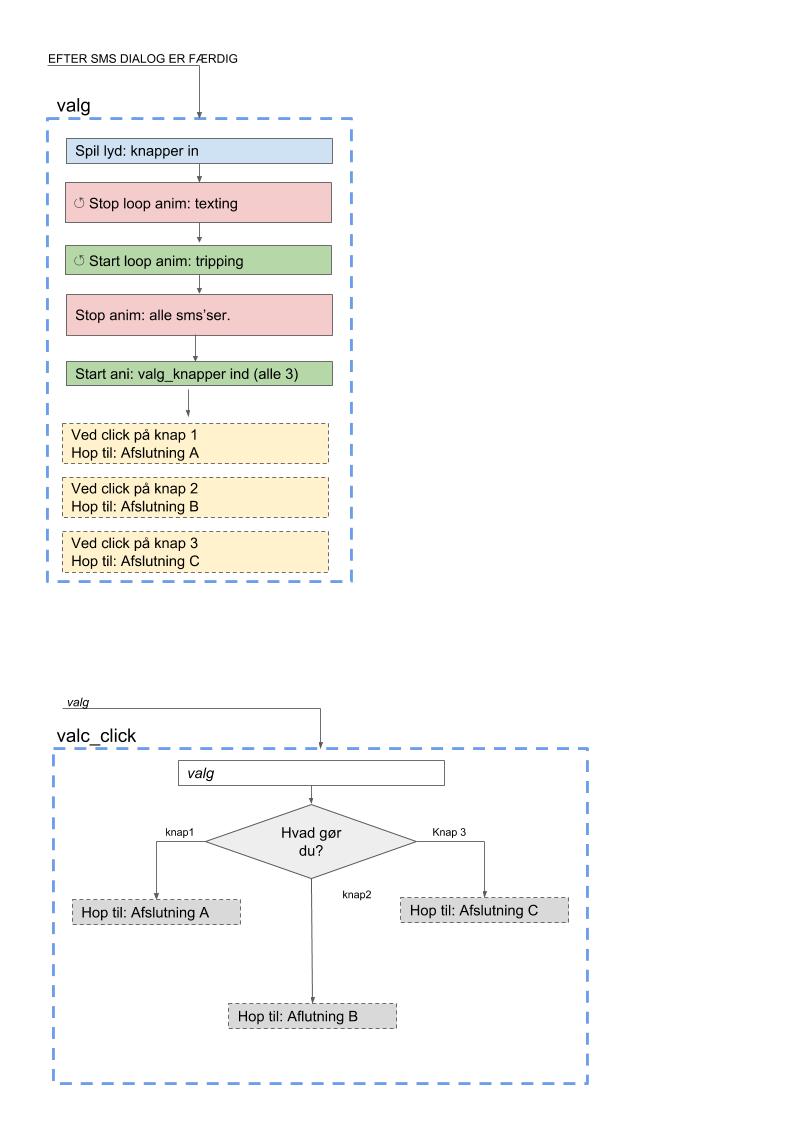 EFTER SMS DIALOG ER FÆRDIG
valg
Spil lyd: knapper in
↺ Stop loop anim: texting
↺ Start loop anim: tripping
Stop anim: alle sms’ser.
Start ani: valg_knapper ind (alle 3)
Ved click på knap 1
Hop til: Afslutning A
Ved click på knap 2
Hop til: Afslutning B
Ved click på knap 3
Hop til: Afslutning C
valg
valc_click
valg
Hvad gør
du?
knap1
Knap 3
knap2
Hop til: Afslutning A
Hop til: Afslutning C
Hop til: Aflutning B